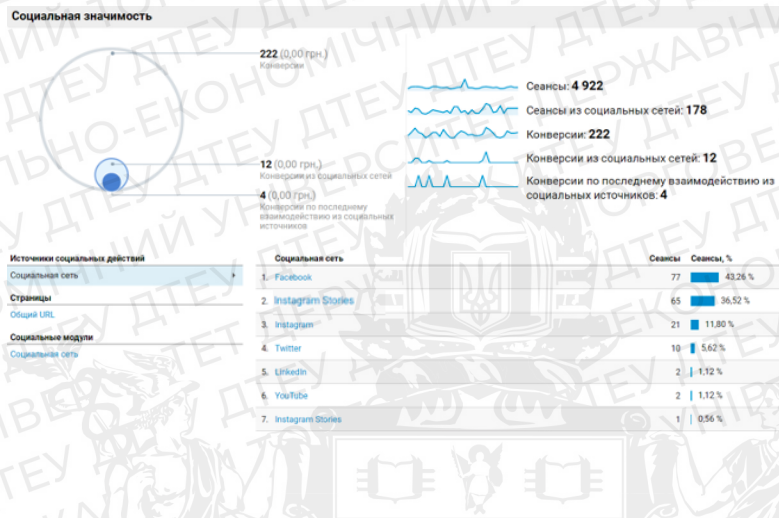 Социальная значимость
222 (0,00 грн.)
Конверсии
12 (0,00 грн.)
Конверсии из социальных сетей
4 (0,00 грн.)
Конверсии по последнему
взаимодействию из социальных
источников
Сеансы: 4 922
Сеансы из социальных сетей: 178
Конверсии: 222
Конверсии из социальных сетей: 12
Конверсии по последнему взаимодействию из
социальных источников: 4
Источники социальных действий
Социальная сеть
Страницы
Общий URL
Социальные модули
Социальная сеть
Социальная сеть Сеансы Сеансы, %
1. Facebook 77 43,26 %
2. Instagram Stories 65 36,52 %
3. Instagram 21 11,80 %
4. Twitter 10 5,62 %
5. LinkedIn 2 1,12 %
6. YouTube 2 1,12 %
7. Instagram Stories 1 0,56 %